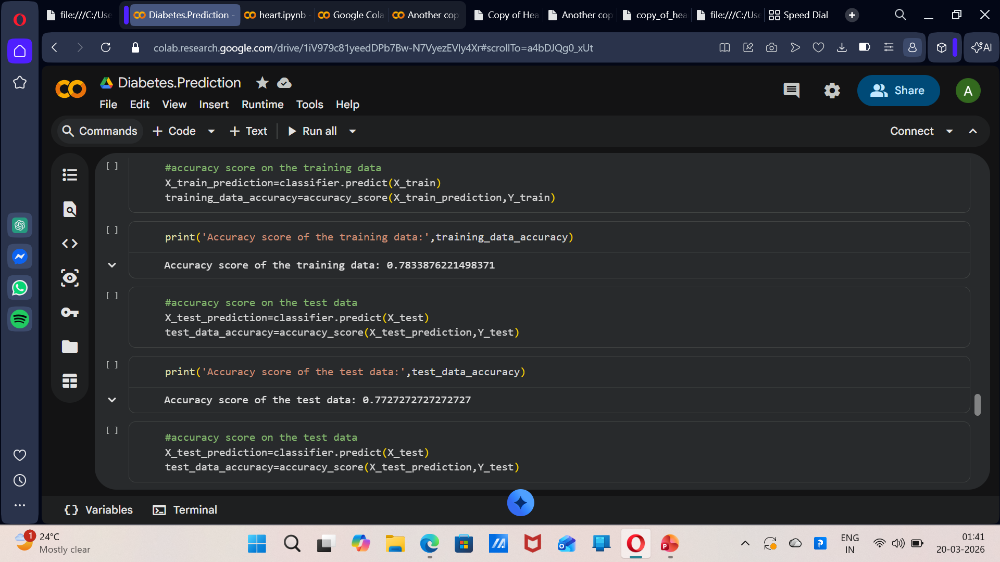 file:///C:/Use
Diabetes.Prediction -
heart.ipynb -
Google Cola
Another cop
Copy of Hea
Another cop
copy_of_hea
file:///C:/Use
Speed Dial
colab.research.google.com/drive/1iV979c81yeedDPb7Bw-N7VyezEVly4Xr#scrollTo=a4bDJQg0_xUt
AI
Diabetes.Prediction
File Edit View Insert Runtime Tools Help
Share
A
Commands + Code + Text Run all
Connect
[ ]
#accuracy score on the training data
X_train_prediction=classifier.predict(X_train)
training_data_accuracy=accuracy_score(X_train_prediction,Y_train)
[ ]
print('Accuracy score of the training data:',training_data_accuracy)
Accuracy score of the training data: 0.7833876221498371
[ ]
#accuracy score on the test data
X_test_prediction=classifier.predict(X_test)
test_data_accuracy=accuracy_score(X_test_prediction,Y_test)
[ ]
print('Accuracy score of the test data:',test_data_accuracy)
Accuracy score of the test data: 0.7727272727272727
[ ]
#accuracy score on the test data
X_test_prediction=classifier.predict(X_test)
test_data_accuracy=accuracy_score(X_test_prediction,Y_test)
{} Variables
Terminal
1
24°C
Mostly clear
ENG
IN
01:41
20-03-2026